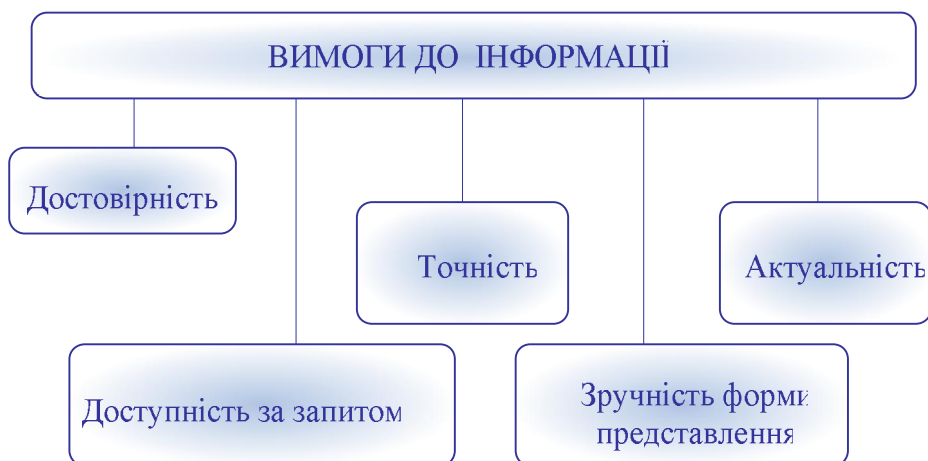 ВИМОГИ ДО ІНФОРМАЦІЇ
Достовірність
Точність
Актуальність
Доступність за запитом
Зручність форми
представлення